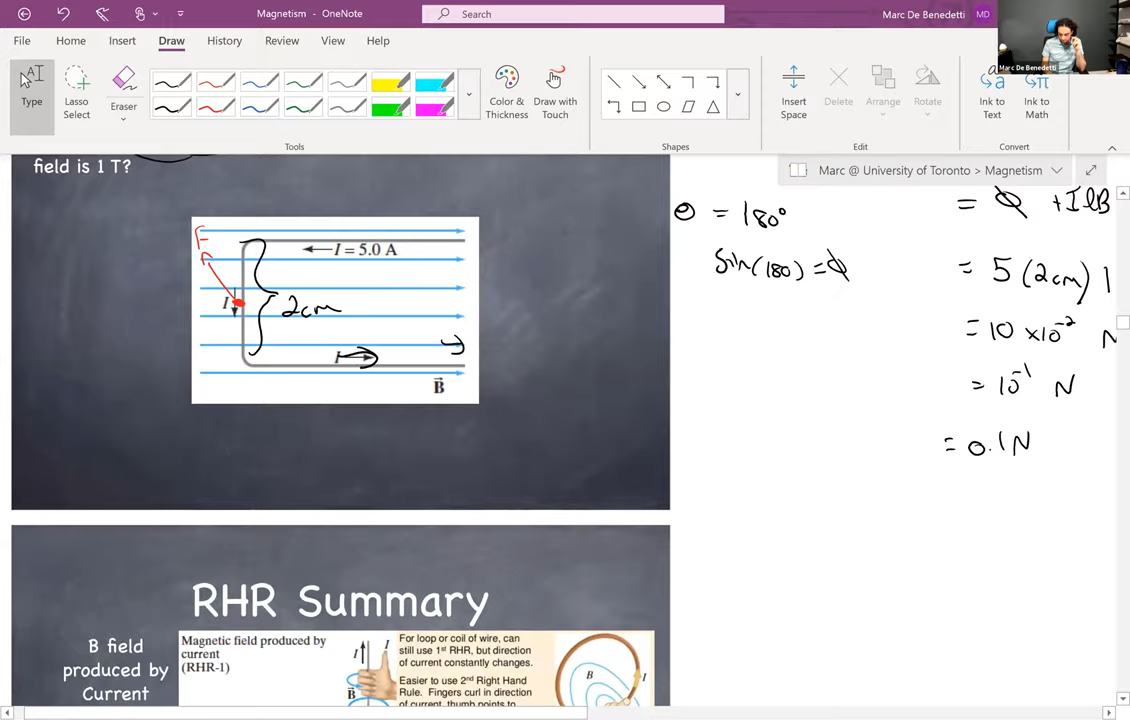 Magnetism - OneNote
Search
Marc De Benedetti
MD
Marc De Benedetti
File Home Insert Draw History Review View Help
Type
Lasso Select
Eraser
Color & Thickness
Draw with Touch
Insert Space
Delete
Arrange
Rotate
Ink to Text
Ink to Math
Tools
Shapes
Edit
Convert
Marc @ University of Toronto > Magnetism
field is 1 T?
F
I = 5.0 A
I
2cm
I
B
θ = 180°
sin(180) = 0
= 0 + IlB
= 5 (2cm) 1
= 10 ×10⁻² N
= 10⁻¹ N
= 0.1 N
RHR Summary
B field
produced by
Current
Magnetic field produced by
current
(RHR-1)
I
I
B
For loop or coil of wire, can
still use 1st RHR, but direction
of current constantly changes.
Easier to use 2nd Right Hand
Rule. Fingers curl in direction
of current, thumb points to
B
I